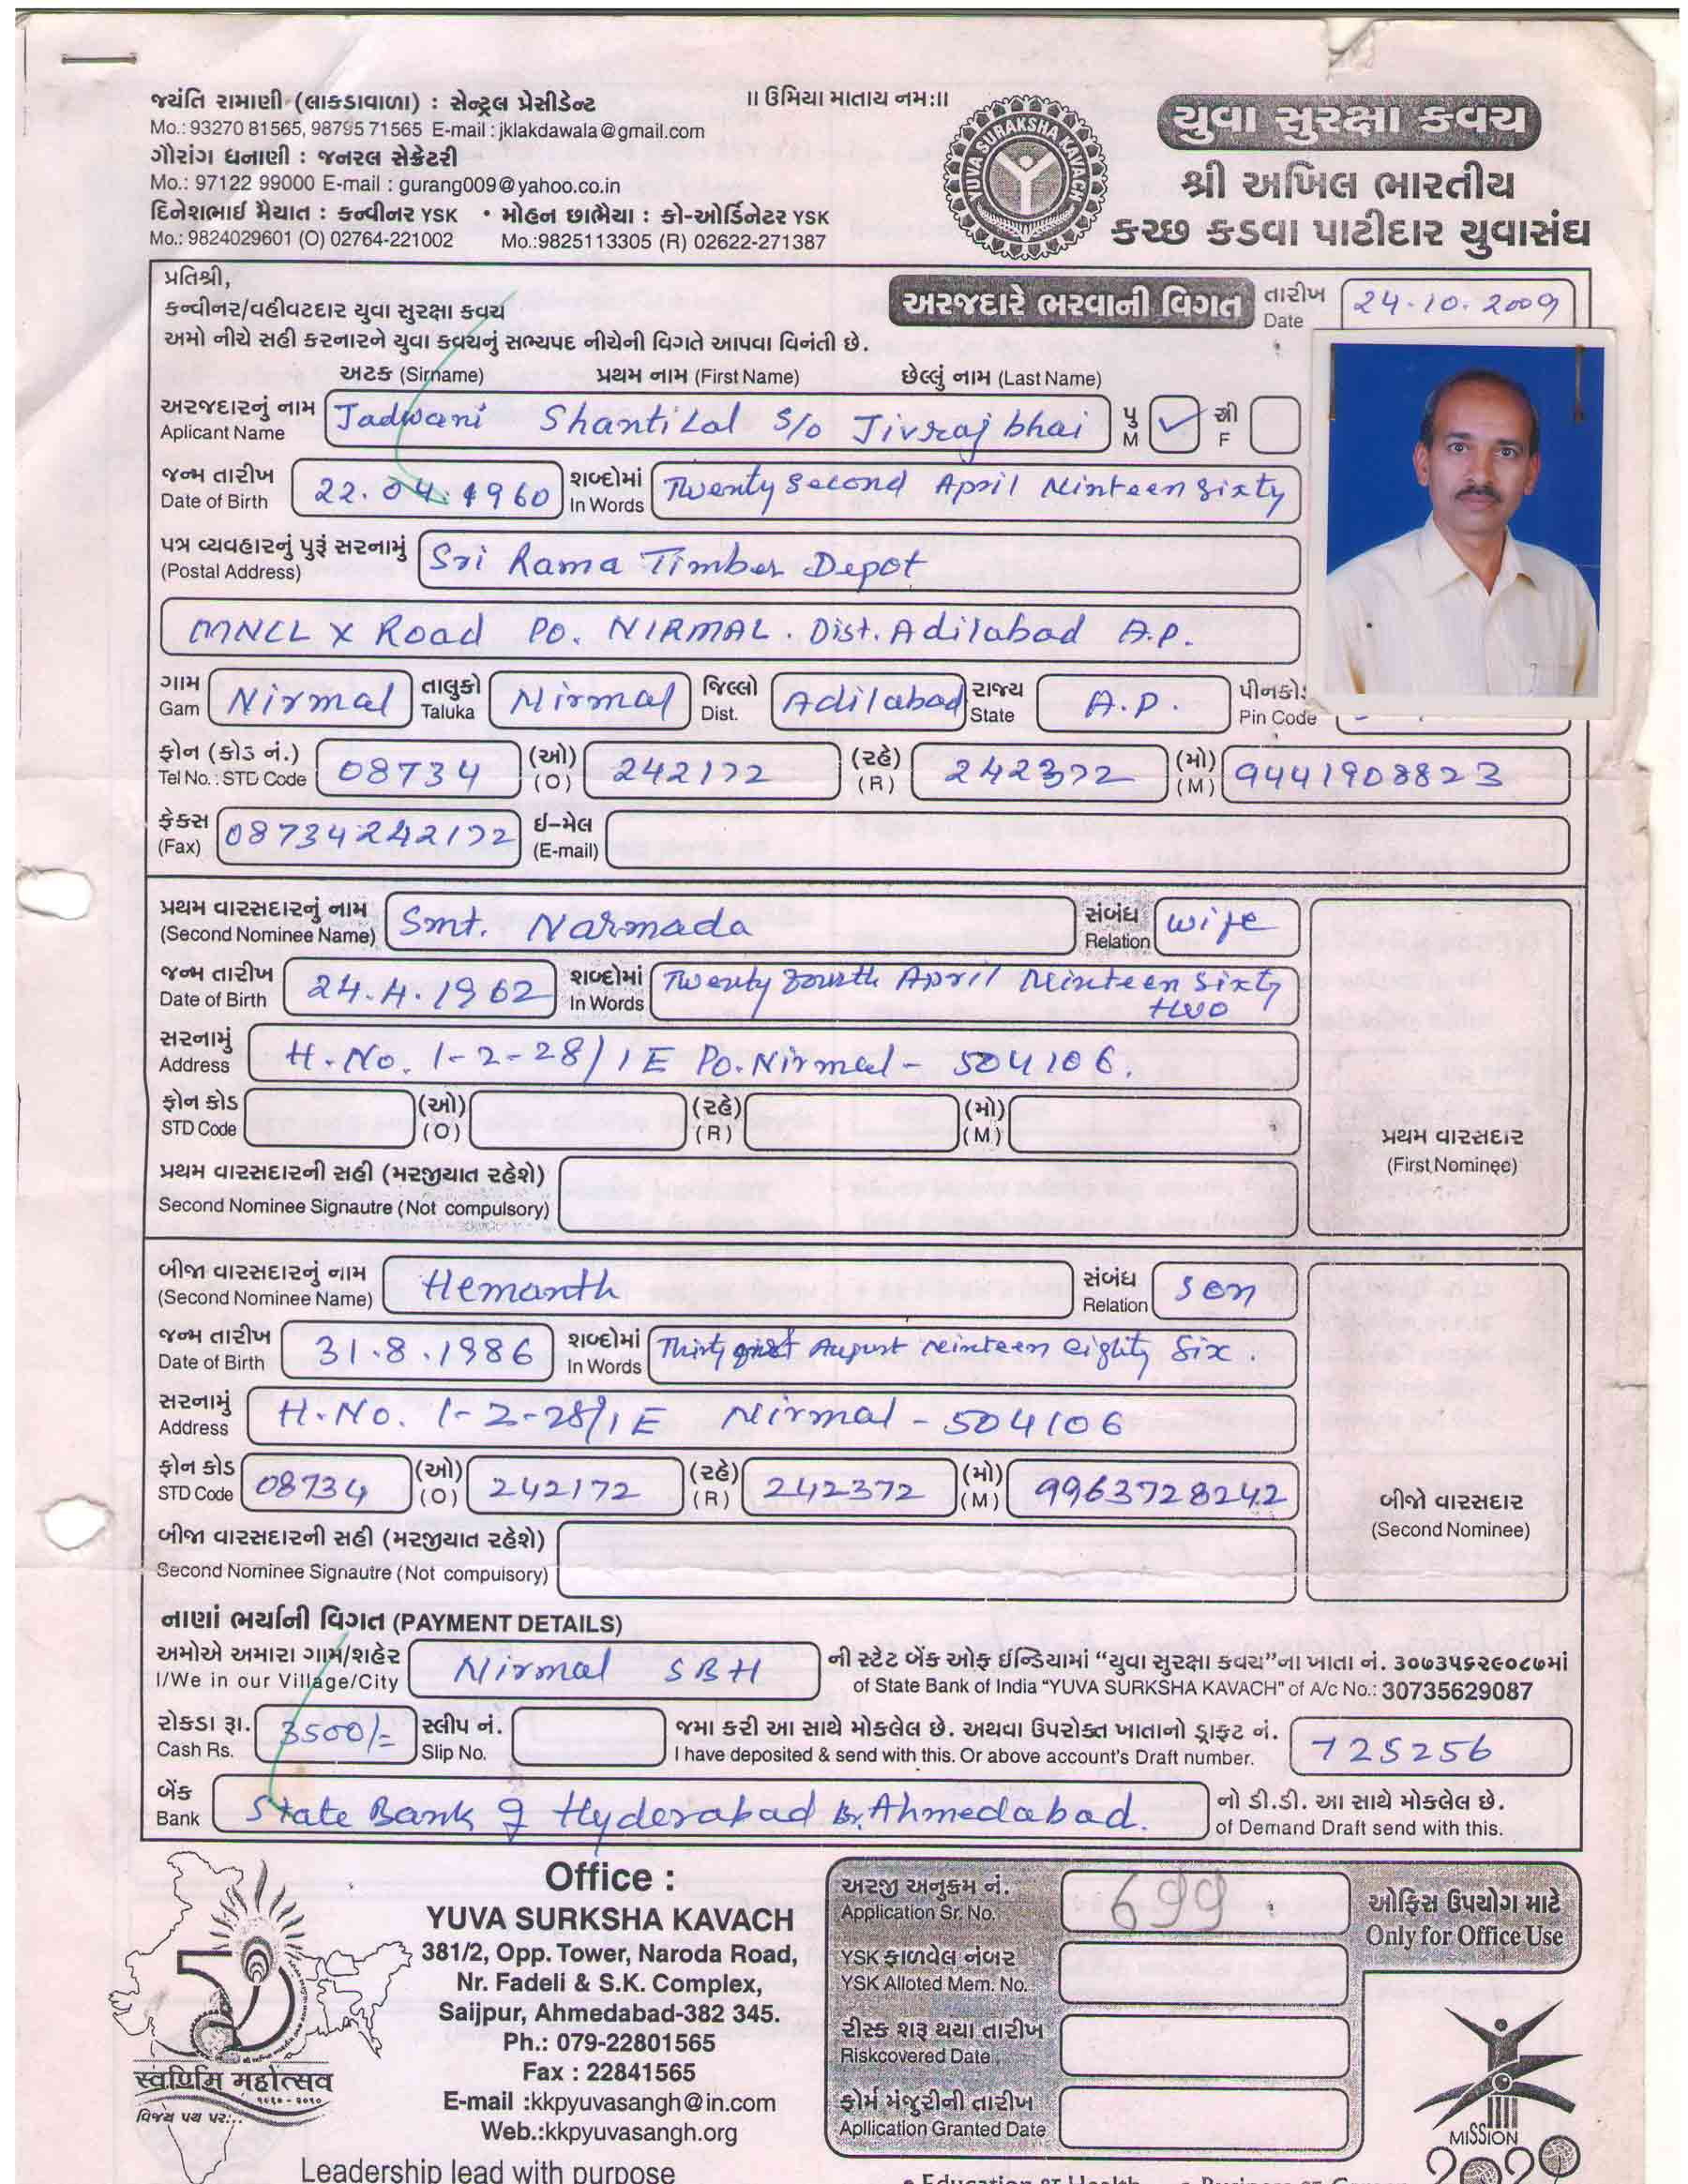 ॥ ઉમિયા માતાય નમઃ॥
જયંતિ રામાણી (લાકડાવાળા) : સેન્ટ્રલ પ્રેસીડેન્ટ
Mo.: 93270 81565, 98795 71565 E-mail : jklakdawala@gmail.com
ગૌરાંગ ધનાણી : જનરલ સેક્રેટરી
Mo.: 97122 99000 E-mail : gurang009@yahoo.co.in
દિનેશભાઈ મૈયાત : કન્વીનર YSK • મોહન છાભૈયા : કો-ઓર્ડિનેટર YSK
Mo.: 9824029601 (O) 02764-221002 Mo.:9825113305 (R) 02622-271387
YUVA SURAKSHA KAVACH
યુવા સુરક્ષા કવચ
શ્રી અખિલ ભારતીય
કચ્છ કડવા પાટીદાર યુવાસંઘ
પ્રતિશ્રી,
કન્વીનર/વહીવટદાર યુવા સુરક્ષા કવચ
અરજદારે ભરવાની વિગત તારીખ Date 24.10.2009
અમો નીચે સહી કરનારને યુવા કવચનું સભ્યપદ નીચેની વિગતે આપવા વિનંતી છે.
અટક (Sirname) પ્રથમ નામ (First Name) છેલ્લું નામ (Last Name)
અરજદારનું નામ Aplicant Name Jadwani Shantilal S/o Jivraj bhai પુ M ✓ સ્રી F
જન્મ તારીખ Date of Birth 22.04.1960 શબ્દોમાં In Words Twenty Second April Ninteen Sixty
પત્ર વ્યવહારનું પુરૂં સરનામું (Postal Address) Sri Rama Timber Depot
MNCL X Road Po. NIRMAL. Dist. Adilabad A.P.
ગામ Gam Nirmal તાલુકો Taluka Nirmal જિલ્લો Dist. Adilabad રાજ્ય State A.P. Pin Code
ફોન (કોડ નં.) Tel No.: STD Code 08734 (ઓ) (O) 242172 (રહે) (R) 242372 (મો) (M) 9441908823
ફેક્સ (Fax) 08734242172 ઈ-મેલ (E-mail)
પ્રથમ વારસદારનું નામ (Second Nominee Name) Smt. Narmada સંબંધ Relation wife
જન્મ તારીખ Date of Birth 24.4.1962 શબ્દોમાં In Words Twenty fourth April Ninteen Sixty two
સરનામું Address H.No. 1-2-28/1E Po. Nirmal - 504106.
ફોન કોડ STD Code (ઓ) (O) (રહે) (R) (મો) (M)
પ્રથમ વારસદારની સહી (મરજીયાત રહેશે)
Second Nominee Signautre (Not compulsory)
પ્રથમ વારસદાર
(First Nominee)
બીજા વારસદારનું નામ (Second Nominee Name) Hemanth સંબંધ Relation son
જન્મ તારીખ Date of Birth 31.8.1986 શબ્દોમાં In Words Thirty first August Ninteen eighty Six.
સરનામું Address H.No. 1-2-28/1E Nirmal - 504106
ફોન કોડ STD Code 08734 (ઓ) (O) 242172 (રહે) (R) 242372 (મો) (M) 9963728242
બીજા વારસદારની સહી (મરજીયાત રહેશે)
Second Nominee Signautre (Not compulsory)
બીજો વારસદાર
(Second Nominee)
નાણાં ભર્યાની વિગત (PAYMENT DETAILS)
અમોએ અમારા ગામ/શહેર I/We in our Village/City Nirmal SBH ની સ્ટેટ બેંક ઓફ ઈન્ડિયામાં “યુવા સુરક્ષા કવચ”ના ખાતા નં. ૩૦૭૩૫૬૨૯૦૮૭માં
of State Bank of India “YUVA SURKSHA KAVACH” of A/c No.: 30735629087
રોકડા રૂા. Cash Rs. 3500/= સ્લીપ નં. Slip No. જમા કરી આ સાથે મોકલેલ છે. અથવા ઉપરોક્ત ખાતાનો ડ્રાફ્ટ નં.
I have deposited & send with this. Or above account's Draft number. 725256
બેંક Bank State Bank of Hyderabad Br. Ahmedabad. નો ડી.ડી. આ સાથે મોકલેલ છે.
of Demand Draft send with this.
Office :
YUVA SURKSHA KAVACH
381/2, Opp. Tower, Naroda Road,
Nr. Fadeli & S.K. Complex,
Saijpur, Ahmedabad-382 345.
Ph.: 079-22801565
Fax : 22841565
E-mail :kkpyuvasangh@in.com
Web.:kkpyuvasangh.org
50
स्वर्णिम महोत्सव
૧૯૬૦ - ૨૦૧૦
વિજય પથ પર...
અરજી અનુક્રમ નં. Application Sr. No. 699
ઓફિસ ઉપયોગ માટે
Only for Office Use
YSK ફાળવેલ નંબર
YSK Alloted Mem. No.
રીસ્ક શરૂ થયા તારીખ
Riskcovered Date
ફોર્મ મંજુરીની તારીખ
Apllication Granted Date
MISSION
2020
Leadership lead with purpose